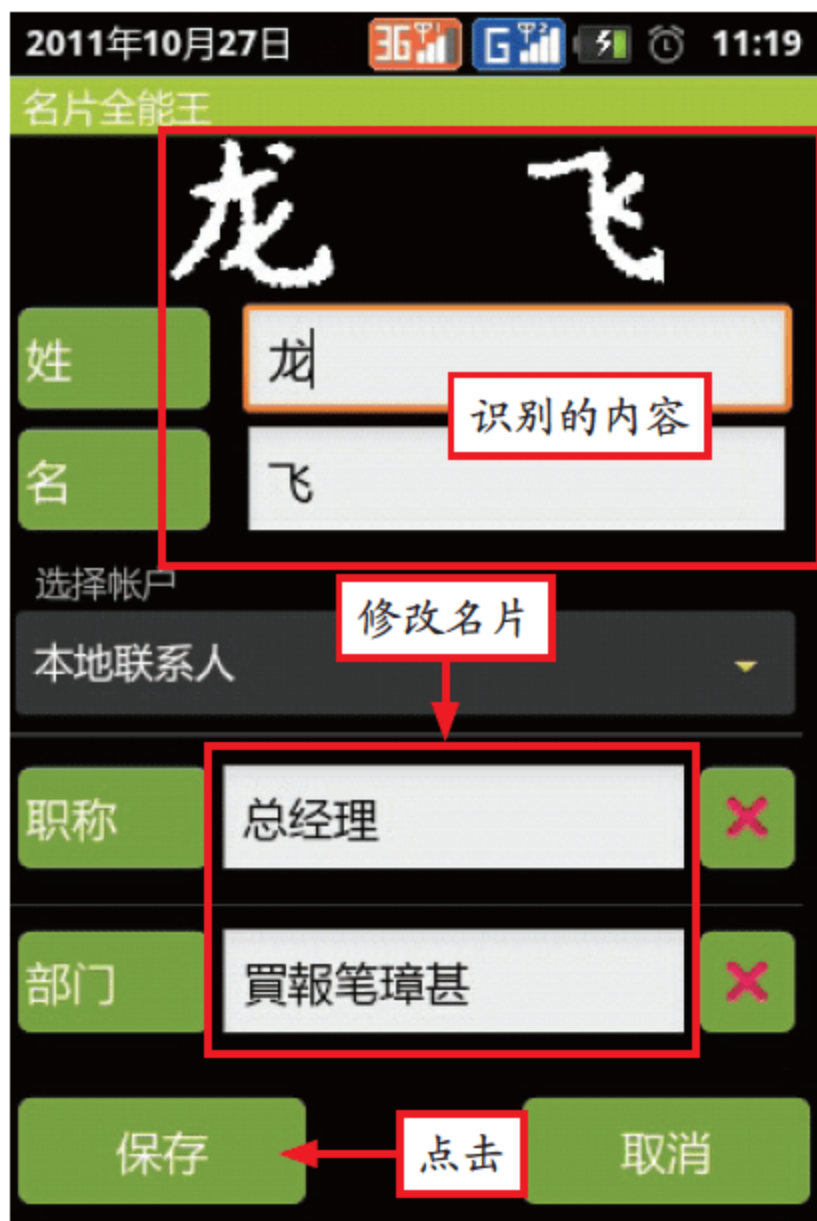 2011年10月27日 3G 1 G 2 11:19
名片全能王
龙 飞
姓 龙
识别的内容
名 飞
选择帐户
修改名片
本地联系人
职称 总经理
部门 買報笔璋甚
保存 点击 取消